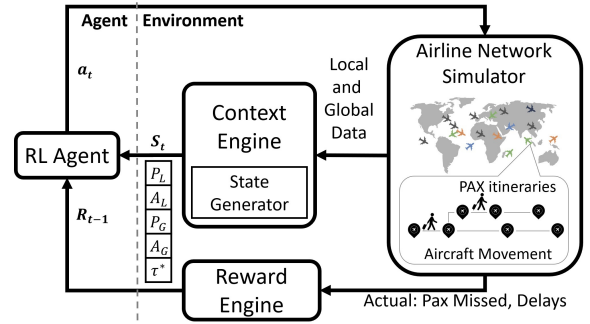 Agent Environment
a_t
RL Agent
R_{t-1}
S_t
P_L
A_L
P_G
A_G
τ*
Context
Engine
State
Generator
Reward
Engine
Local
and
Global
Data
Airline Network
Simulator
PAX itineraries
Aircraft Movement
Actual: Pax Missed, Delays